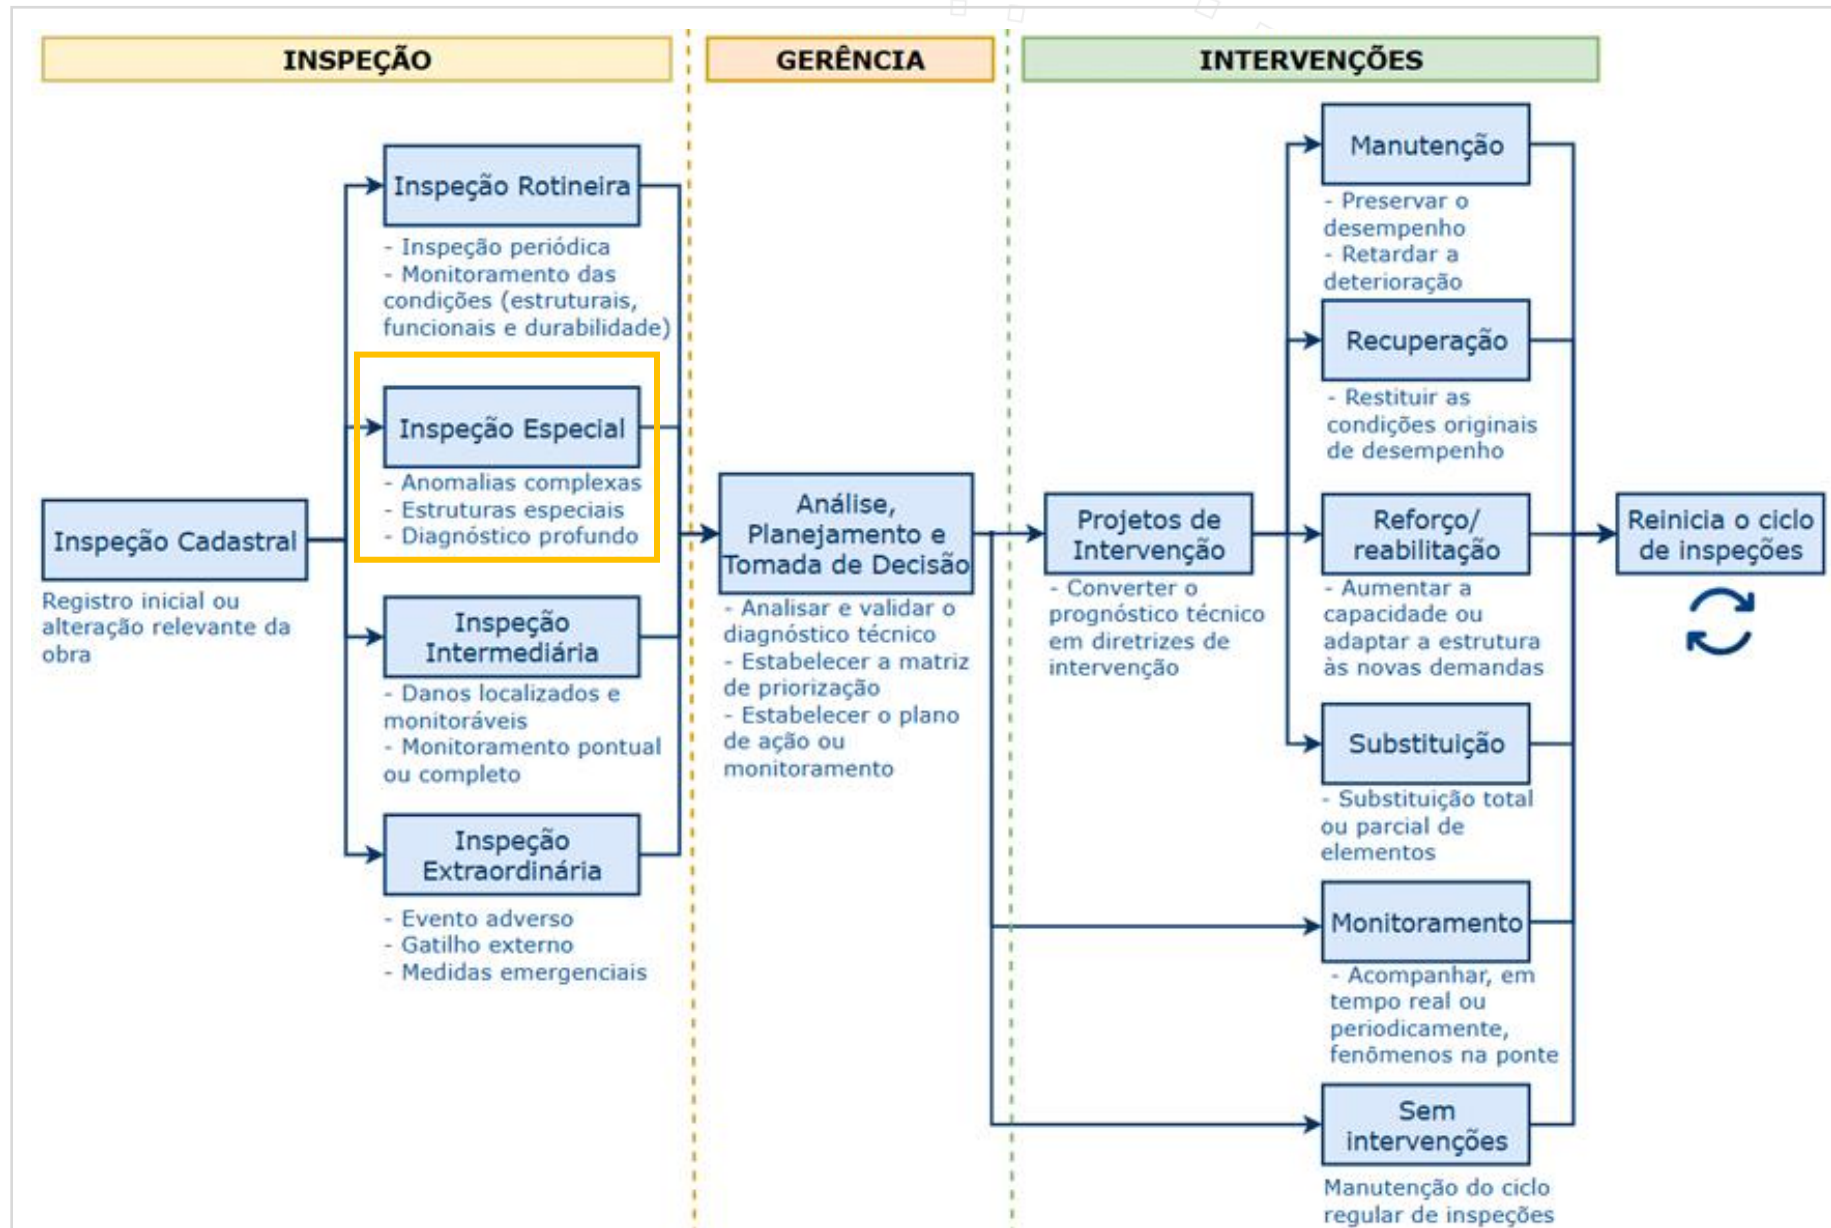 INSPEÇÃO
GERÊNCIA
INTERVENÇÕES
Inspeção Cadastral
Registro inicial ou
alteração relevante da
obra
Inspeção Rotineira
- Inspeção periódica
- Monitoramento das
condições (estruturais,
funcionais e durabilidade)
Inspeção Especial
- Anomalias complexas
- Estruturas especiais
- Diagnóstico profundo
Inspeção
Intermediária
- Danos localizados e
monitoráveis
- Monitoramento pontual
ou completo
Inspeção
Extraordinária
- Evento adverso
- Gatilho externo
- Medidas emergenciais
Análise,
Planejamento e
Tomada de Decisão
- Analisar e validar o
diagnóstico técnico
- Estabelecer a matriz
de priorização
- Estabelecer o plano
de ação ou
monitoramento
Projetos de
Intervenção
- Converter o
prognóstico técnico
em diretrizes de
intervenção
Manutenção
- Preservar o
desempenho
- Retardar a
deterioração
Recuperação
- Restituir as
condições originais
de desempenho
Reforço/
reabilitação
- Aumentar a
capacidade ou
adaptar a estrutura
às novas demandas
Substituição
- Substituição total
ou parcial de
elementos
Monitoramento
- Acompanhar, em
tempo real ou
periodicamente,
fenômenos na ponte
Sem
intervenções
Manutenção do ciclo
regular de inspeções
Reinicia o ciclo
de inspeções